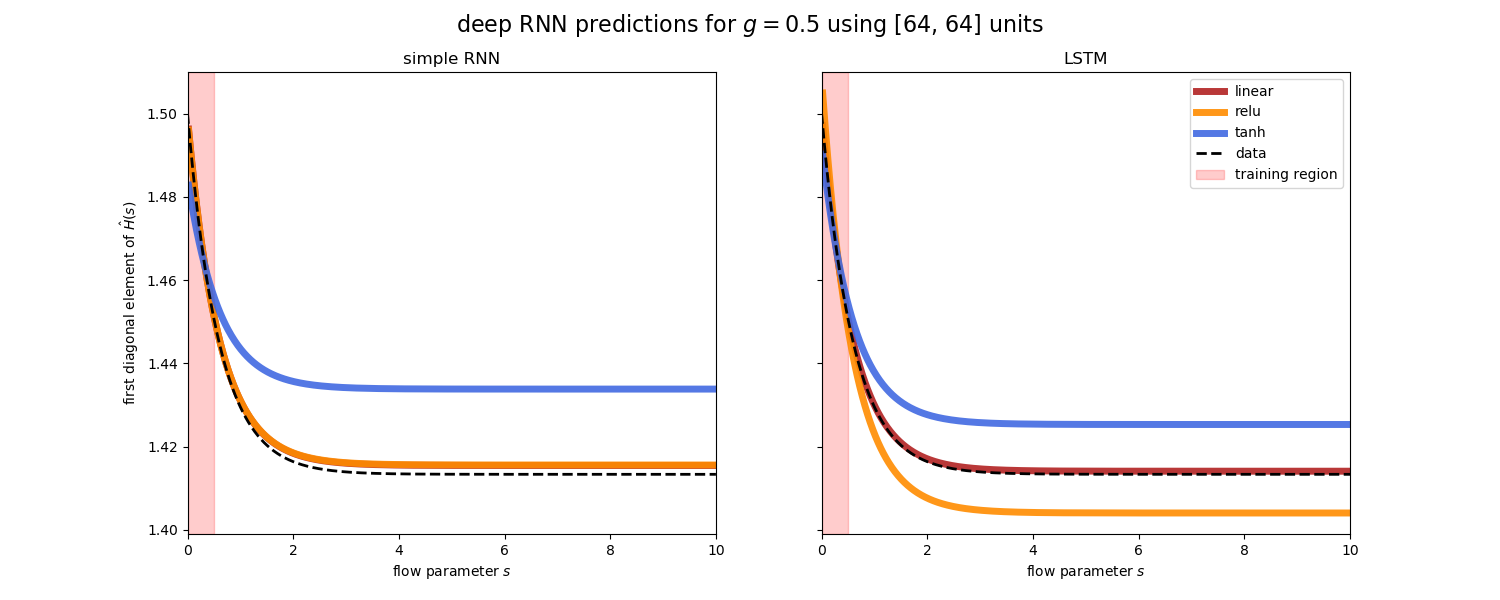 deep RNN predictions for g = 0.5 using [64, 64] units
simple RNN
first diagonal element of Ĥ(s)
1.50
1.48
1.46
1.44
1.42
1.40
0 2 4 6 8 10
flow parameter s
LSTM
linear
relu
tanh
data
training region
0 2 4 6 8 10
flow parameter s